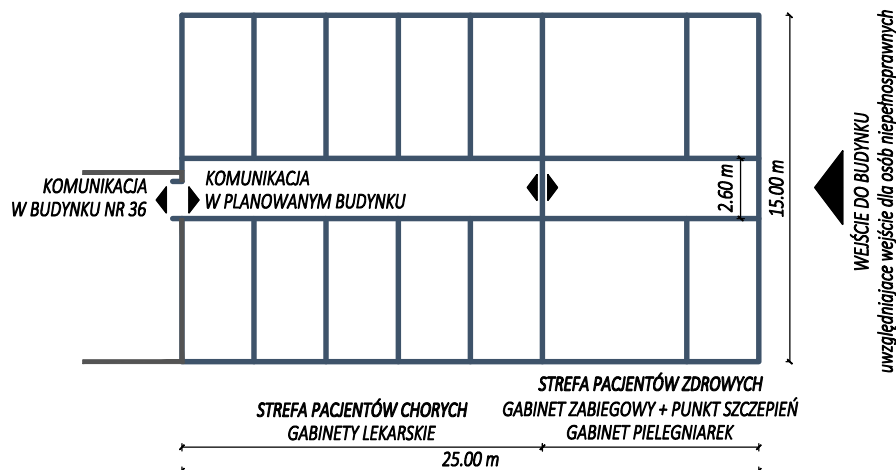 KOMUNIKACJA
W BUDYNKU NR 36
KOMUNIKACJA
W PLANOWANYM BUDYNKU
2.60 m
15.00 m
WEJŚCIE DO BUDYNKU
uwzględniające wejście dla osób niepełnosprawnych
STREFA PACJENTÓW CHORYCH
GABINETY LEKARSKIE
STREFA PACJENTÓW ZDROWYCH
GABINET ZABIEGOWY + PUNKT SZCZEPIEŃ
GABINET PIELEGNIAREK
25.00 m